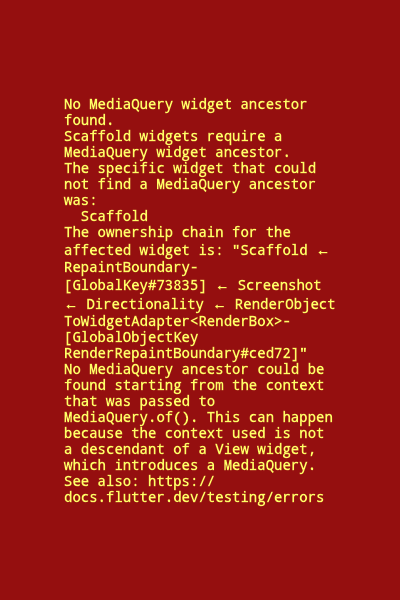 No MediaQuery widget ancestor
found.
Scaffold widgets require a
MediaQuery widget ancestor.
The specific widget that could
not find a MediaQuery ancestor
was:
  Scaffold
The ownership chain for the
affected widget is: "Scaffold ←
RepaintBoundary-
[GlobalKey#73835] ← Screenshot
← Directionality ← RenderObject
ToWidgetAdapter<RenderBox>-
[GlobalObjectKey
RenderRepaintBoundary#ced72]"
No MediaQuery ancestor could be
found starting from the context
that was passed to
MediaQuery.of(). This can happen
because the context used is not
a descendant of a View widget,
which introduces a MediaQuery.
See also: https://
docs.flutter.dev/testing/errors